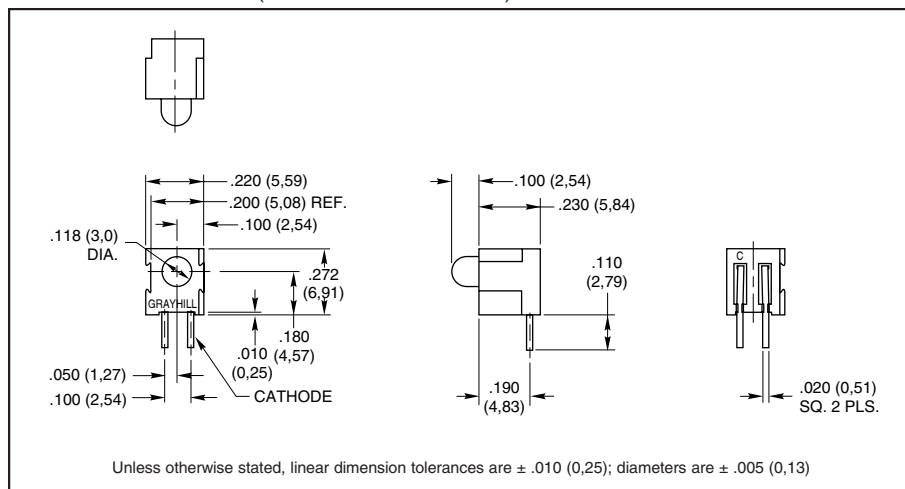 .220 (5,59)
.200 (5,08) REF.
.100 (2,54)
.118 (3,0)
DIA.
.272
(6,91)
GRAYHILL
.180
(4,57)
.010
(0,25)
.050 (1,27)
.100 (2,54)
CATHODE
.100 (2,54)
.230 (5,84)
.110
(2,79)
.190
(4,83)
C
.020 (0,51)
SQ. 2 PLS.
Unless otherwise stated, linear dimension tolerances are ± .010 (0,25); diameters are ± .005 (0,13)